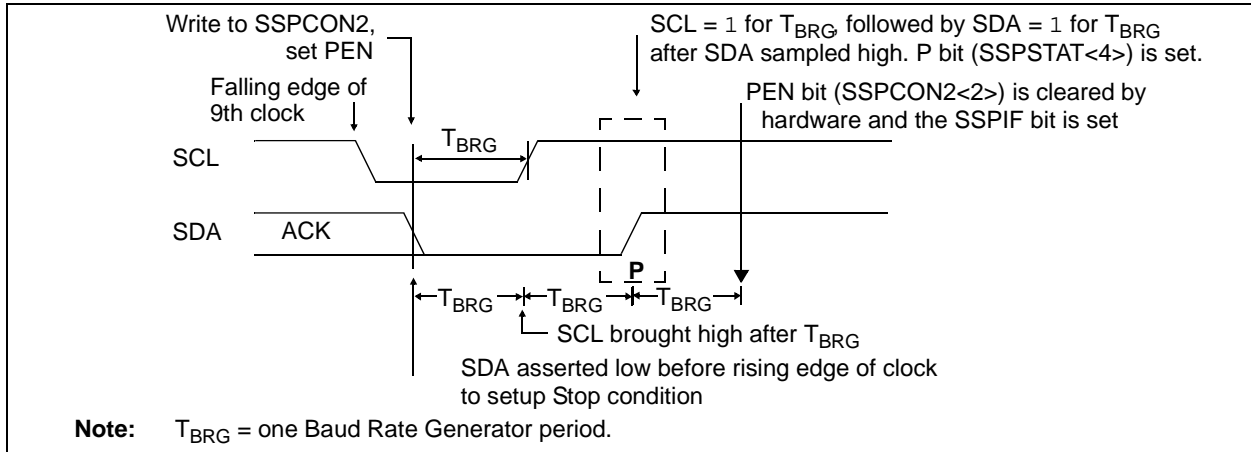 Write to SSPCON2,
set PEN
SCL = 1 for TBRG, followed by SDA = 1 for TBRG
after SDA sampled high. P bit (SSPSTAT<4>) is set.
Falling edge of
9th clock
PEN bit (SSPCON2<2>) is cleared by
hardware and the SSPIF bit is set
TBRG
SCL
SDA
ACK
P
TBRG
TBRG
TBRG
SCL brought high after TBRG
SDA asserted low before rising edge of clock
to setup Stop condition
Note: TBRG = one Baud Rate Generator period.